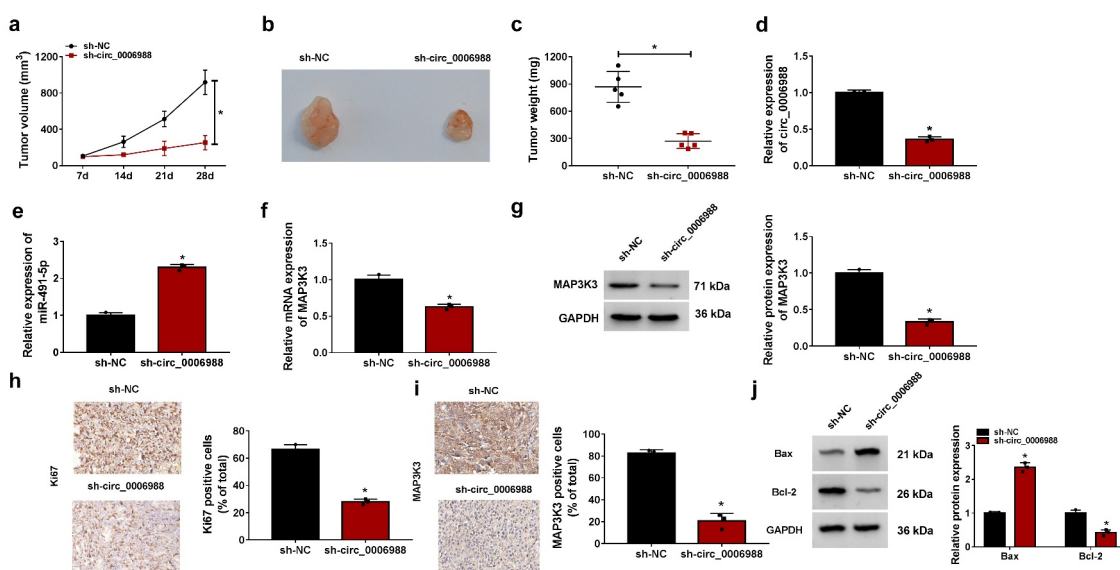 a
sh-NC
sh-circ_0006988
Tumor volume (mm³)
1200
800
400
0
7d 14d 21d 28d
*
b
sh-NC sh-circ_0006988
c
Tumor weight (mg)
1200
900
600
300
0
*
sh-NC sh-circ_0006988
d
Relative expression
of circ_0006988
1.5
1.0
0.5
0.0
*
sh-NC sh-circ_0006988
e
Relative expression of
miR-491-5p
3
2
1
0
*
sh-NC sh-circ_0006988
f
Relative mRNA expression
of MAP3K3
1.5
1.0
0.5
0.0
*
sh-NC sh-circ_0006988
g
sh-NC sh-circ_0006988
MAP3K3 71 kDa
GAPDH 36 kDa
Relative protein expression
of MAP3K3
1.5
1.0
0.5
0.0
*
sh-NC sh-circ_0006988
h
sh-NC
Ki67
sh-circ_0006988
Ki67 positive cells
(% of total)
80
60
40
20
0
*
sh-NC sh-circ_0006988
i
sh-NC
MAP3K3
sh-circ_0006988
MAP3K3 positive cells
(% of total)
100
80
60
40
20
0
*
sh-NC sh-circ_0006988
j
sh-NC sh-circ_0006988
Bax 21 kDa
Bcl-2 26 kDa
GAPDH 36 kDa
Relative protein expression
sh-NC
sh-circ_0006988
4
3
2
1
0
*
*
Bax Bcl-2